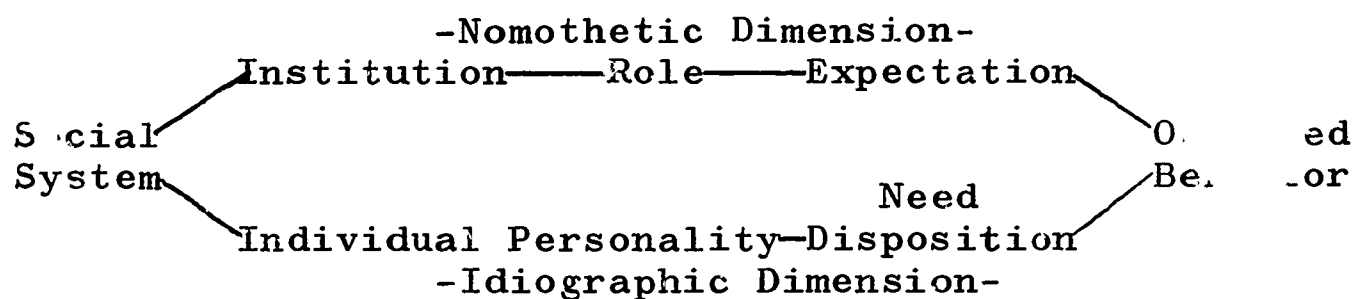 -Nomothetic Dimension-
Institution Role Expectation
Social
System
Need
Individual Personality Disposition
-Idiographic Dimension-